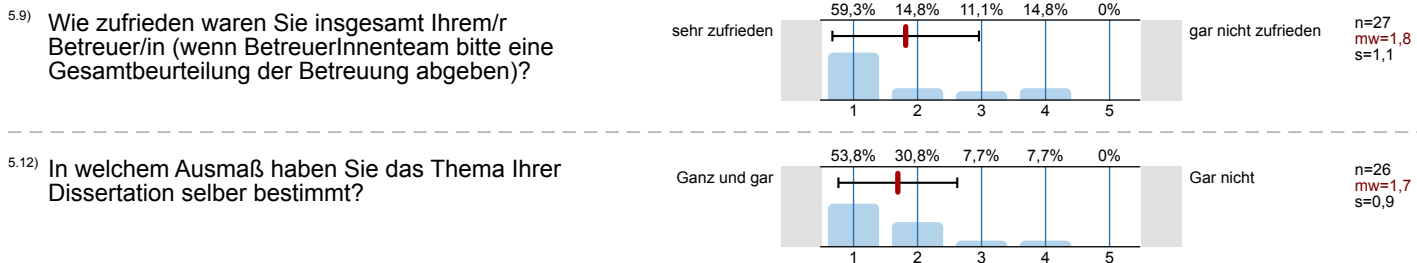 5.9) Wie zufrieden waren Sie insgesamt Ihrem/r
Betreuer/in (wenn BetreuerInnenteam bitte eine
Gesamtbeurteilung der Betreuung abgeben)?
sehr zufrieden
59,3% 14,8% 11,1% 14,8% 0%
1 2 3 4 5
gar nicht zufrieden
n=27
mw=1,8
s=1,1
5.12) In welchem Ausmaß haben Sie das Thema Ihrer
Dissertation selber bestimmt?
Ganz und gar
53,8% 30,8% 7,7% 7,7% 0%
1 2 3 4 5
Gar nicht
n=26
mw=1,7
s=0,9